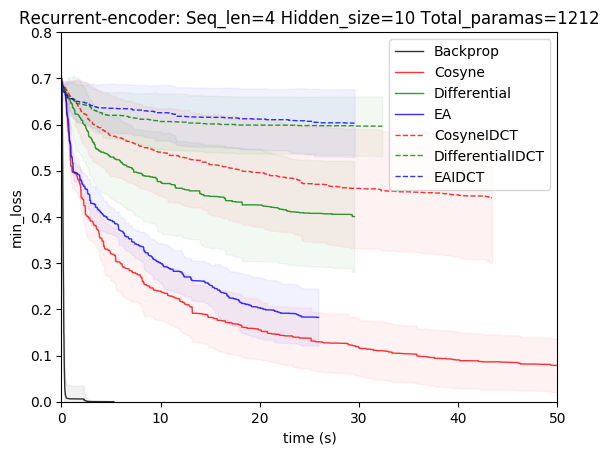 Recurrent-encoder: Seq_len=4 Hidden_size=10 Total_paramas=1212
0.8
0.7
0.6
0.5
0.4
0.3
0.2
0.1
0.0
min_loss
Backprop
Cosyne
Differential
EA
CosyneIDCT
DifferentialIDCT
EAIDCT
0 10 20 30 40 50
time (s)